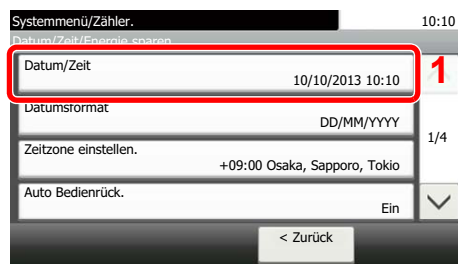 Systemmenü/Zähler.
10:10
Datum/Zeit/Energie sparen
Datum/Zeit
10/10/2013 10:10
1
Datumsformat
DD/MM/YYYY
1/4
Zeitzone einstellen.
+09:00 Osaka, Sapporo, Tokio
Auto Bedienrück.
Ein
< Zurück